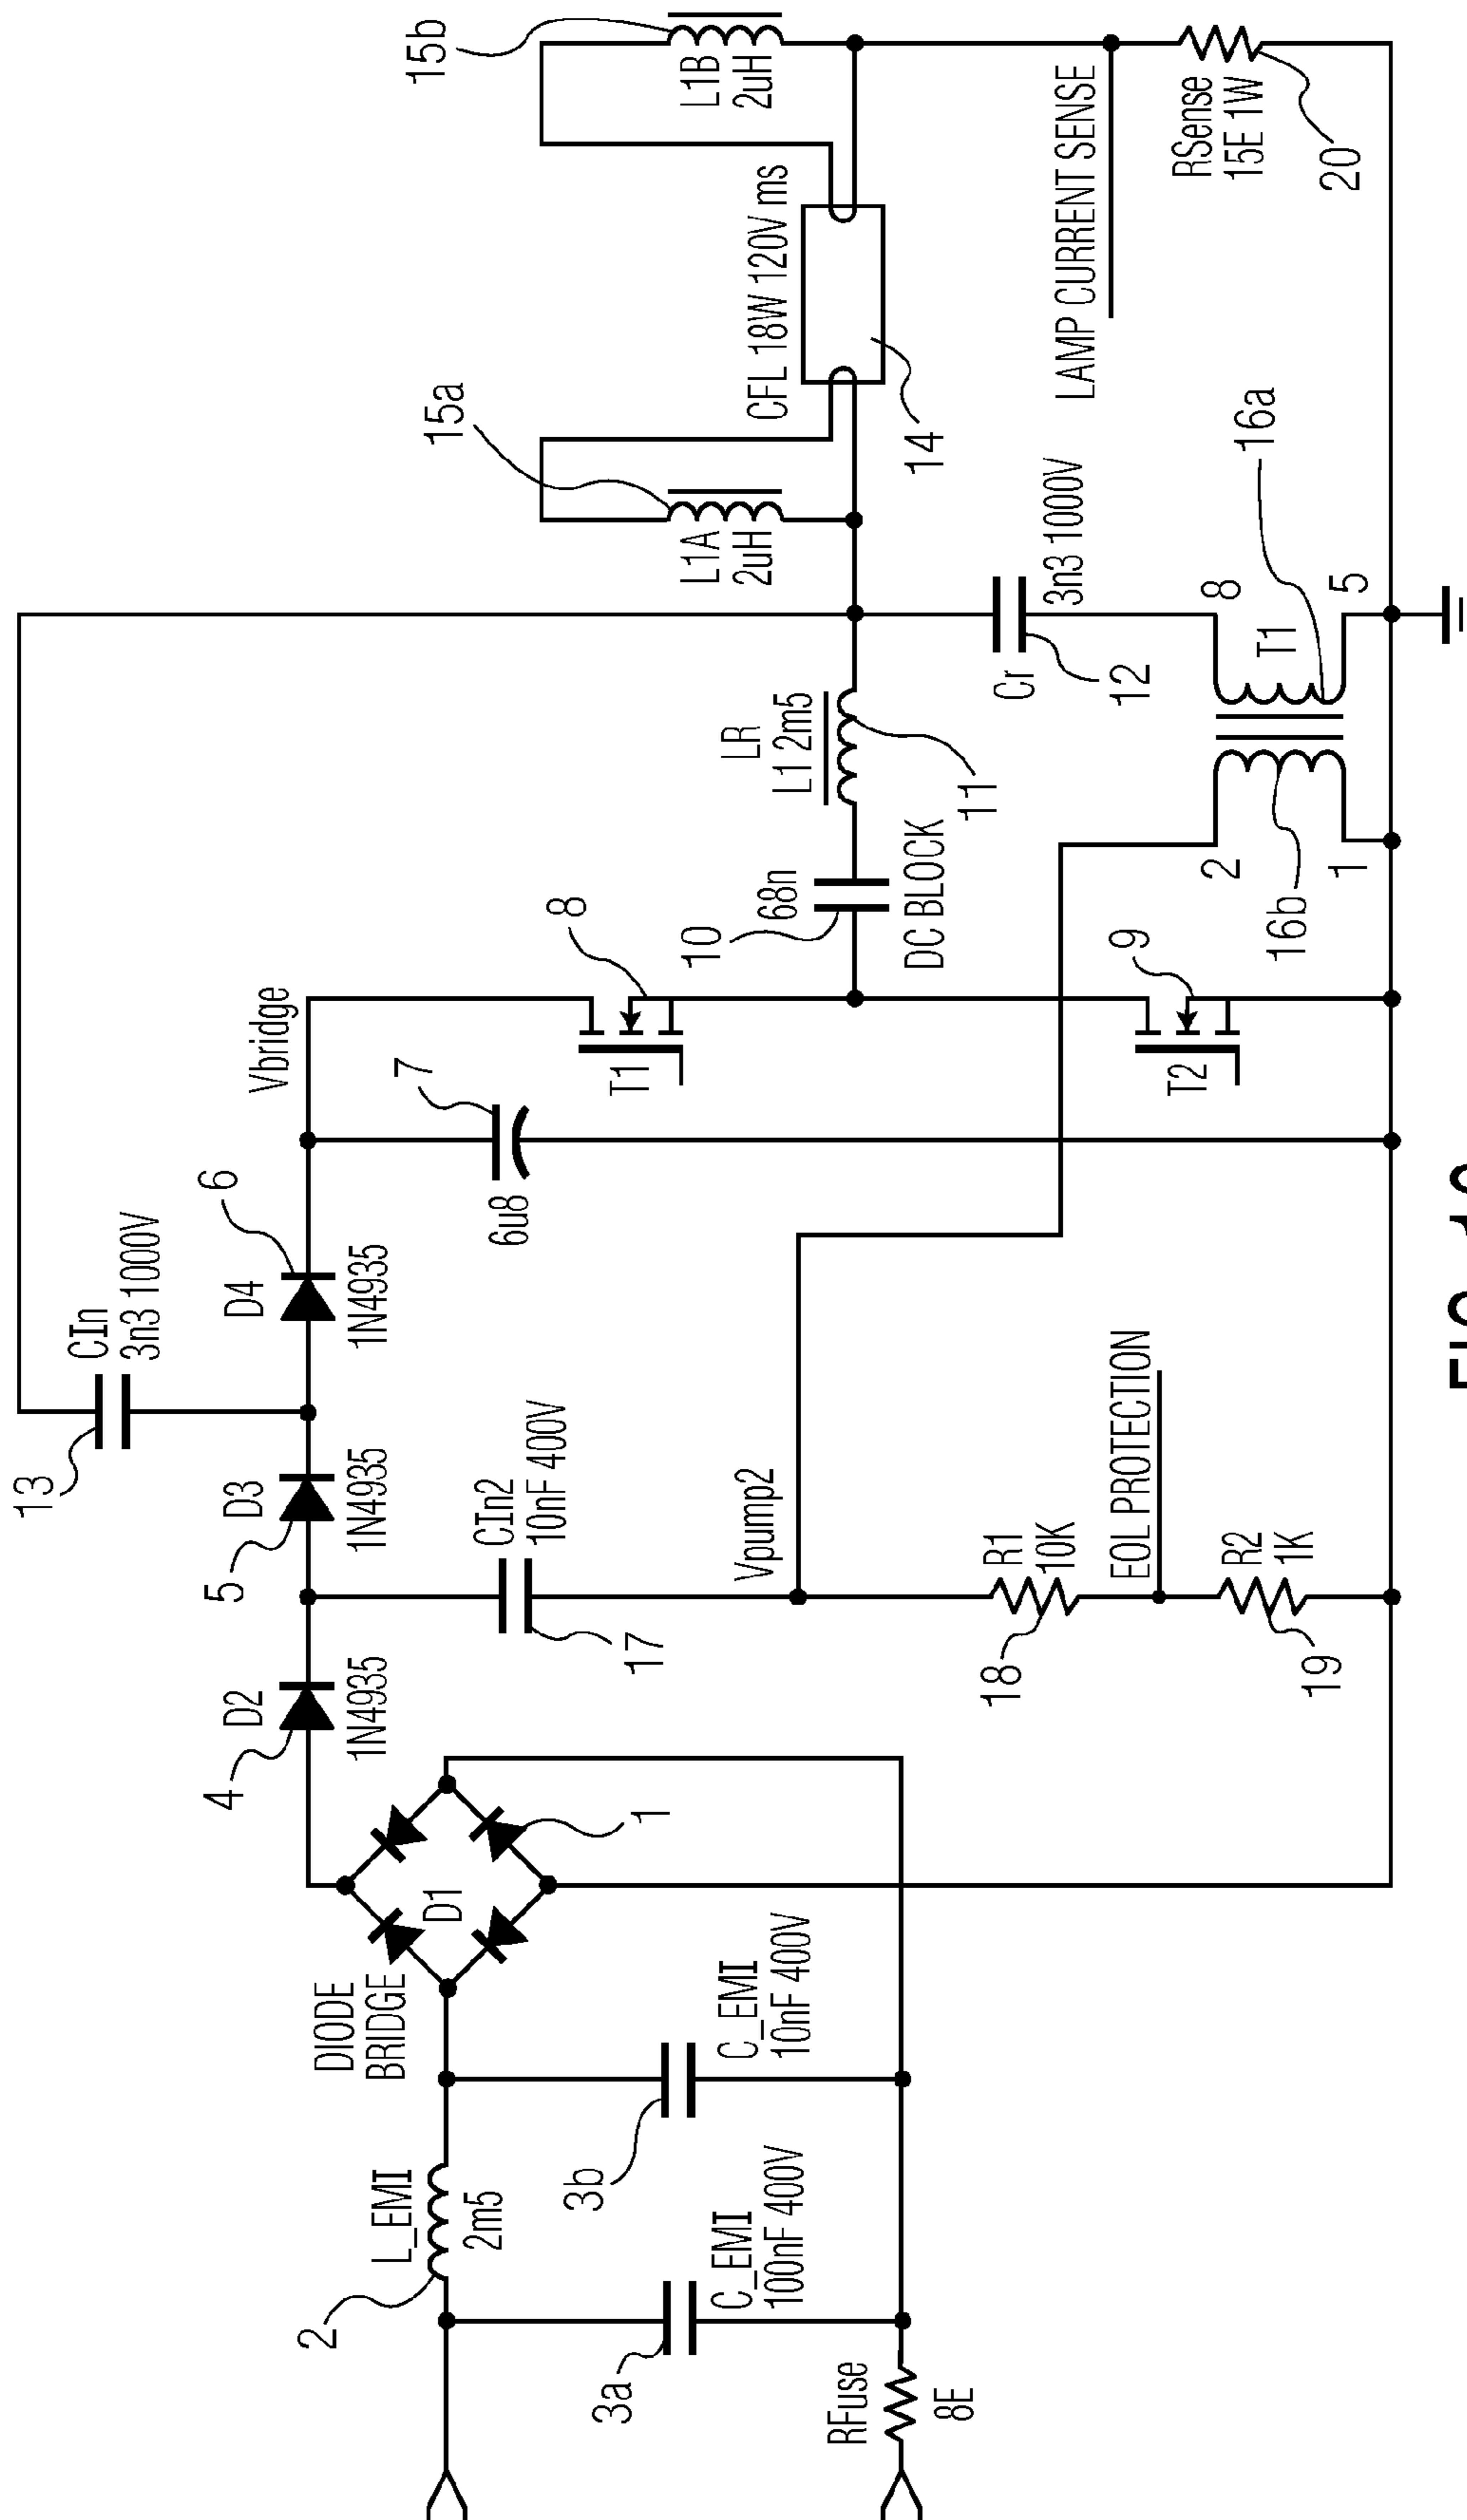 RFuse
8E
3a
C_EMI
100nF 400V
2
L_EMI
2m5
3b
C_EMI
10nF 400V
DIODE
BRIDGE
D1
1
4
D2
1N4935
5
D3
1N4935
17
CIn2
10nF 400V
Vpump2
18
R1
10K
EOL PROTECTION
19
R2
1K
13
CIn
3n3 1000V
6
D4
1N4935
7
6u8
Vbridge
8
T1
9
T2
10
68n
DC BLOCK
LR
L1 2m5
11
2
1
16b
T1
8
5
16a
Cr
3n3 1000V
12
15a
L1A
2uH
CFL 18W 120V ms
14
15b
L1B
2uH
LAMP CURRENT SENSE
RSense
15E 1W
20